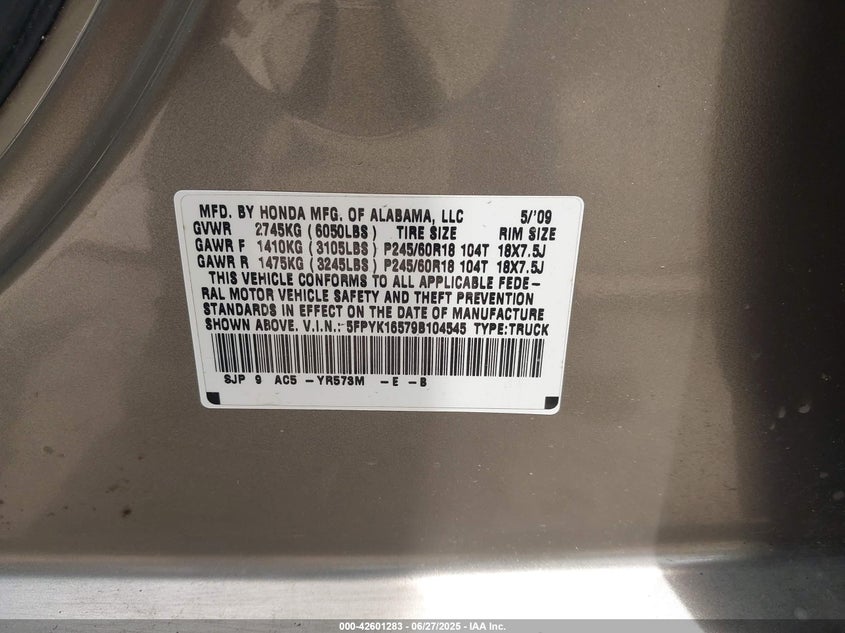 MFD. BY HONDA MFG. OF ALABAMA, LLC 5/'09
GVWR 2745KG (6050LBS) TIRE SIZE RIM SIZE
GAWR F 1410KG (3105LBS) P245/60R18 104T 18X7.5J
GAWR R 1475KG (3245LBS) P245/60R18 104T 18X7.5J
THIS VEHICLE CONFORMS TO ALL APPLICABLE FEDE-
RAL MOTOR VEHICLE SAFETY AND THEFT PREVENTION
STANDARDS IN EFFECT ON THE DATE OF MANUFACTURE
SHOWN ABOVE. V.I.N.: 5FPYK16579B104545 TYPE:TRUCK
SJP 9 AC5 -YR573M -E -B
000-42601283 - 06/27/2025 - IAA Inc.